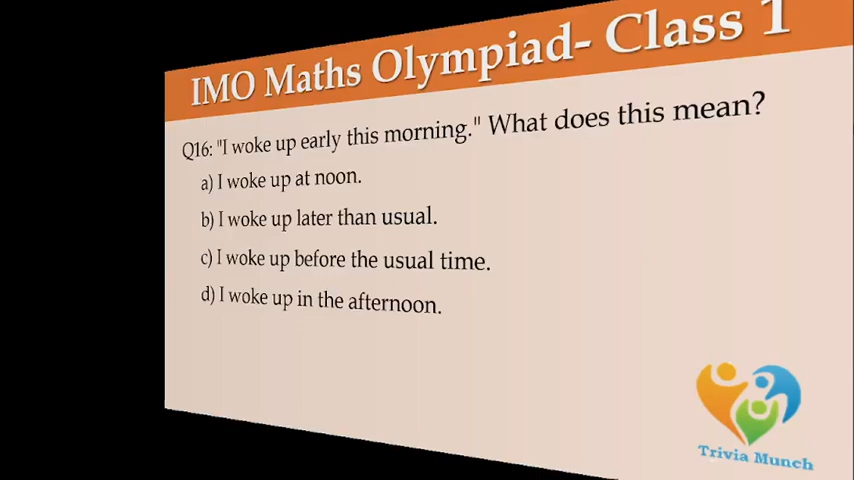 IMO Maths Olympiad- Class 1
Q16: "I woke up early this morning." What does this mean?
a) I woke up at noon.
b) I woke up later than usual.
c) I woke up before the usual time.
d) I woke up in the afternoon.
Trivia Munch